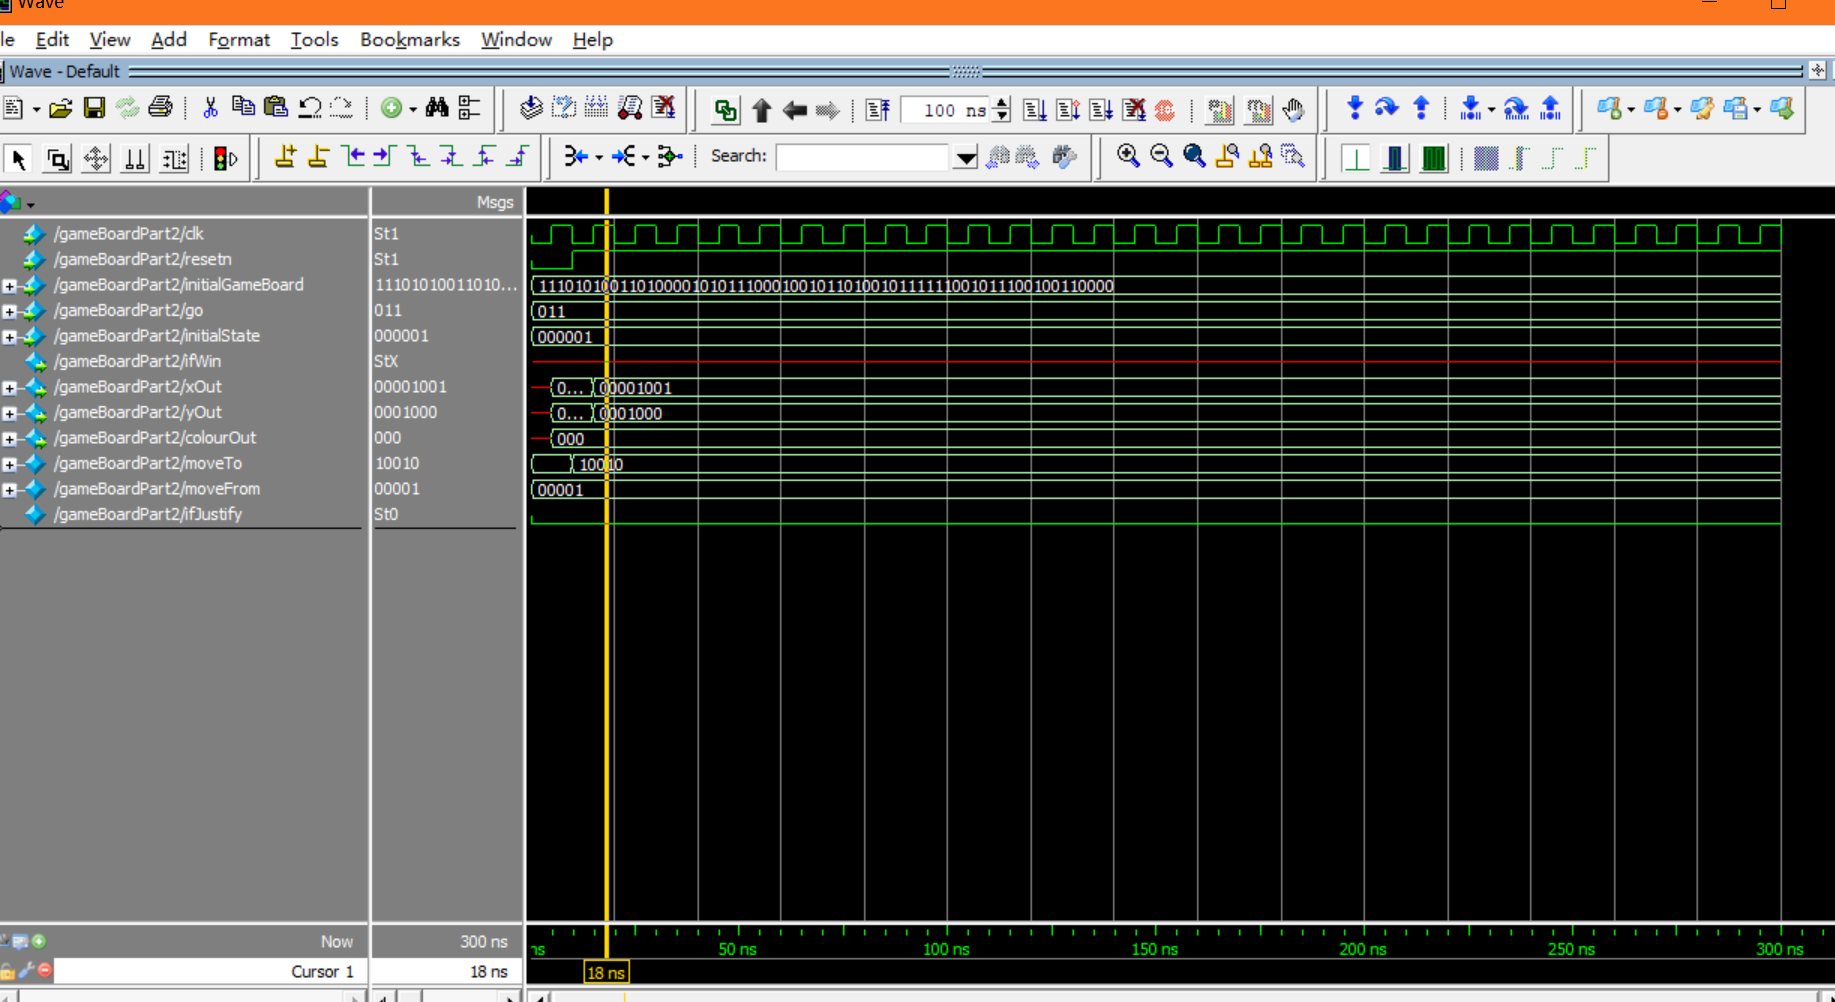 Wave
le Edit View Add Format Tools Bookmarks Window Help
Wave - Default
100 ns
Search:
Msgs
/gameBoardPart2/clk St1
/gameBoardPart2/resetn St1
/gameBoardPart2/initialGameBoard 11101010011010... 1110101001101000010101110001001011010010111111001011100100110000
/gameBoardPart2/go 011 011
/gameBoardPart2/initialState 000001 000001
/gameBoardPart2/ifWin StX
/gameBoardPart2/xOut 00001001 0... 00001001
/gameBoardPart2/yOut 0001000 0... 0001000
/gameBoardPart2/colourOut 000 000
/gameBoardPart2/moveTo 10010 10010
/gameBoardPart2/moveFrom 00001 00001
/gameBoardPart2/ifJustify St0
Now 300 ns ns 50 ns 100 ns 150 ns 200 ns 250 ns 300 ns
Cursor 1 18 ns 18 ns